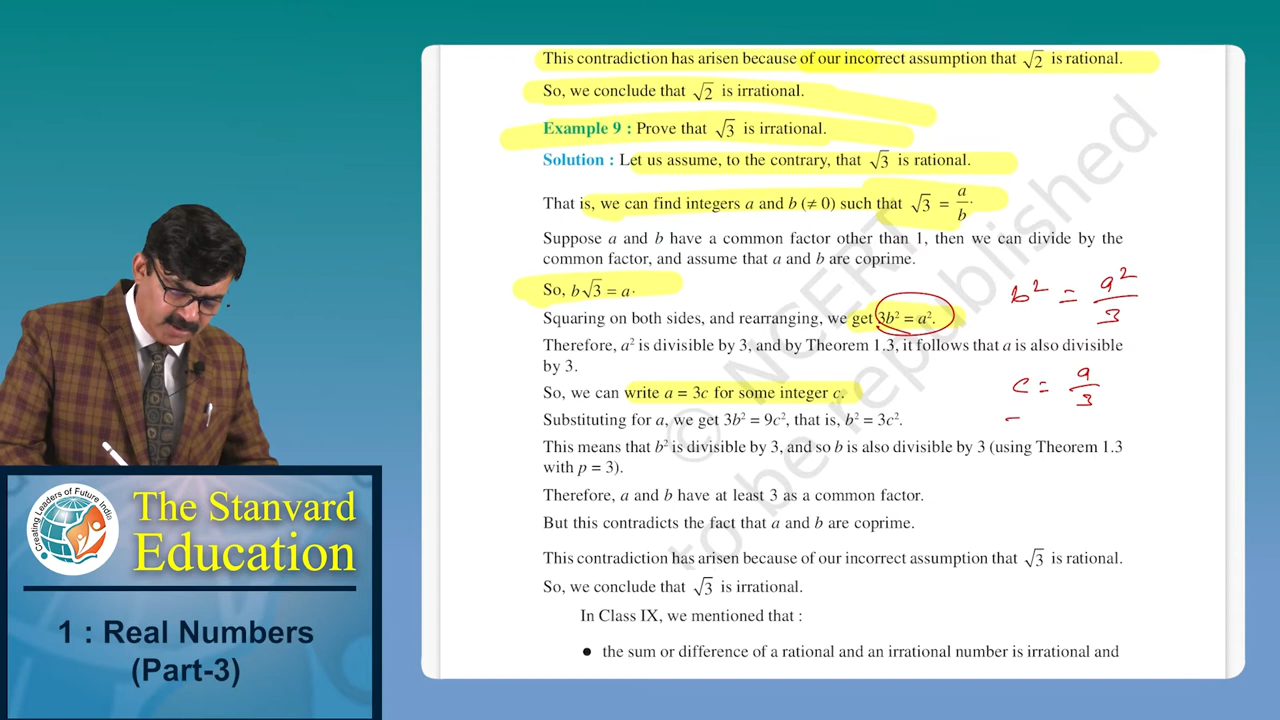 This contradiction has arisen because of our incorrect assumption that √2 is rational.
So, we conclude that √2 is irrational.
Example 9 : Prove that √3 is irrational.
Solution : Let us assume, to the contrary, that √3 is rational.
That is, we can find integers a and b (≠ 0) such that √3 = a/b.
Suppose a and b have a common factor other than 1, then we can divide by the
common factor, and assume that a and b are coprime.
So, b√3 = a.
Squaring on both sides, and rearranging, we get 3b² = a².
Therefore, a² is divisible by 3, and by Theorem 1.3, it follows that a is also divisible
by 3.
So, we can write a = 3c for some integer c.
Substituting for a, we get 3b² = 9c², that is, b² = 3c².
This means that b² is divisible by 3, and so b is also divisible by 3 (using Theorem 1.3
with p = 3).
Therefore, a and b have at least 3 as a common factor.
But this contradicts the fact that a and b are coprime.
This contradiction has arisen because of our incorrect assumption that √3 is rational.
So, we conclude that √3 is irrational.
In Class IX, we mentioned that :
• the sum or difference of a rational and an irrational number is irrational and
b² = a²/3
c = a/3
© NCERT
to be republished
Creating Leaders of Future India
The Stanvard
Education
1 : Real Numbers
(Part-3)